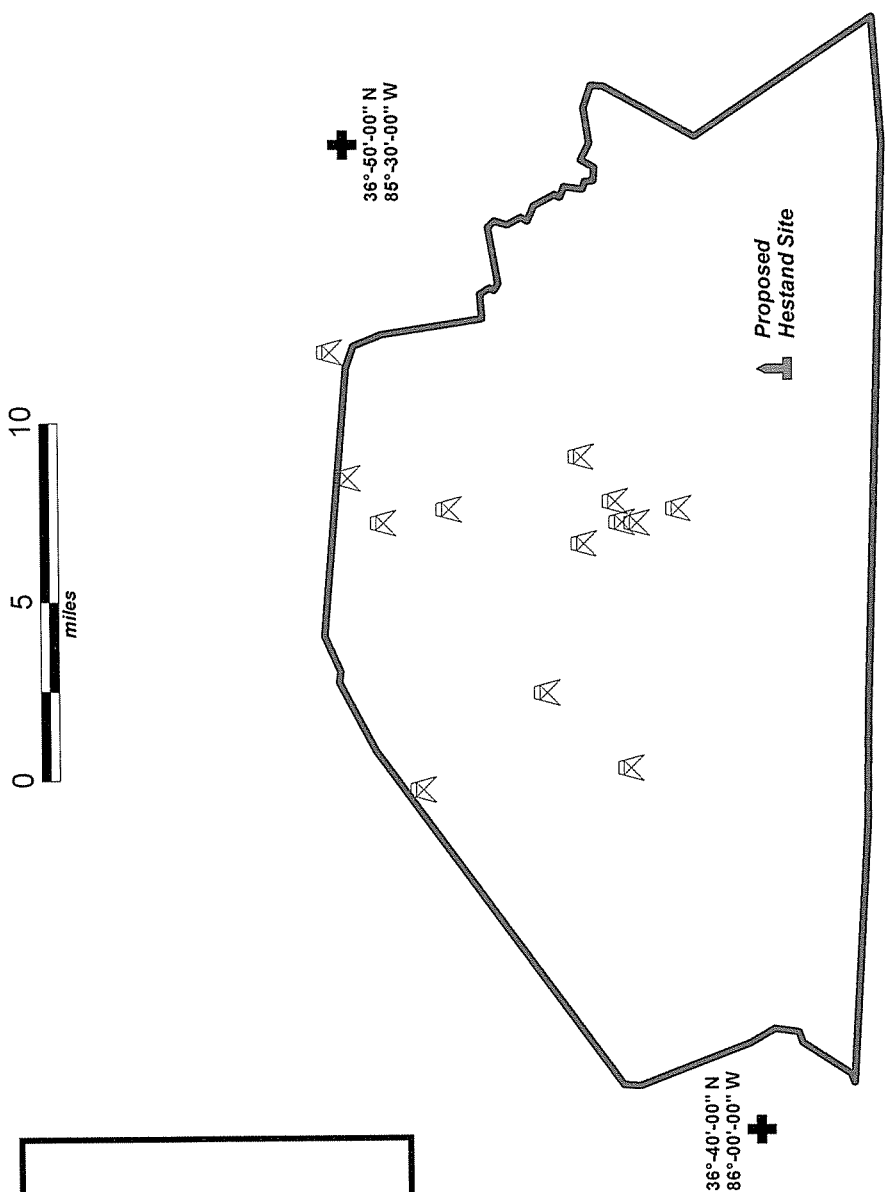 0
5
10
miles
36°-50'-00" N
85°-30'-00" W
Proposed
Hestand Site
36°-40'-00" N
86°-00'-00" W